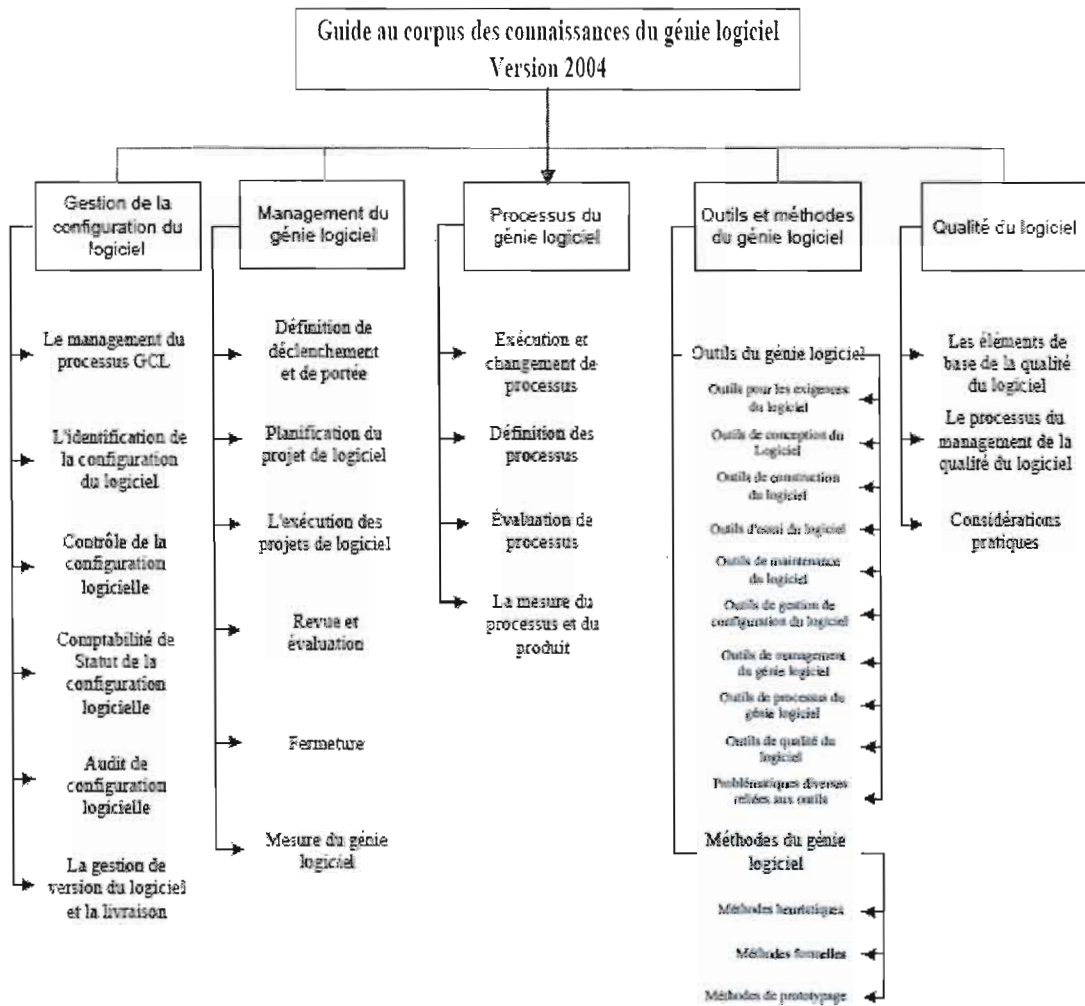 Guide au corpus des connaissances du génie logiciel
Version 2004
Gestion de la
configuration du
logiciel
Le management du
processus GCL
L'identification de
la configuration
du logiciel
Contrôle de la
configuration
logicielle
Comptabilité de
Statut de la
configuration
logicielle
Audit de
configuration
logicielle
La gestion de
version du logiciel
et la livraison
Management du
génie logiciel
Définition de
déclenchement
et de portée
Planification du
projet de logiciel
L'exécution des
projets de logiciel
Revue et
évaluation
Fermeture
Mesure du génie
logiciel
Processus du
génie logiciel
Exécution et
changement de
processus
Définition des
processus
Évaluation de
processus
La mesure du
processus et du
produit
Outils et méthodes
du génie logiciel
Outils du génie logiciel
Outils pour les exigences
du logiciel
Outils de conception du
Logiciel
Outils de construction
du logiciel
Outils d'essai du logiciel
Outils de maintenance
du logiciel
Outils de gestion de
configuration du logiciel
Outils de management
du génie logiciel
Outils de processus du
génie logiciel
Outils de qualité du
logiciel
Problématiques diverses
reliées aux outils
Méthodes du génie
logiciel
Méthodes heuristiques
Méthodes formelles
Méthodes de prototypage
Qualité du logiciel
Les éléments de
base de la qualité
du logiciel
Le processus du
management de la
qualité du logiciel
Considérations
pratiques